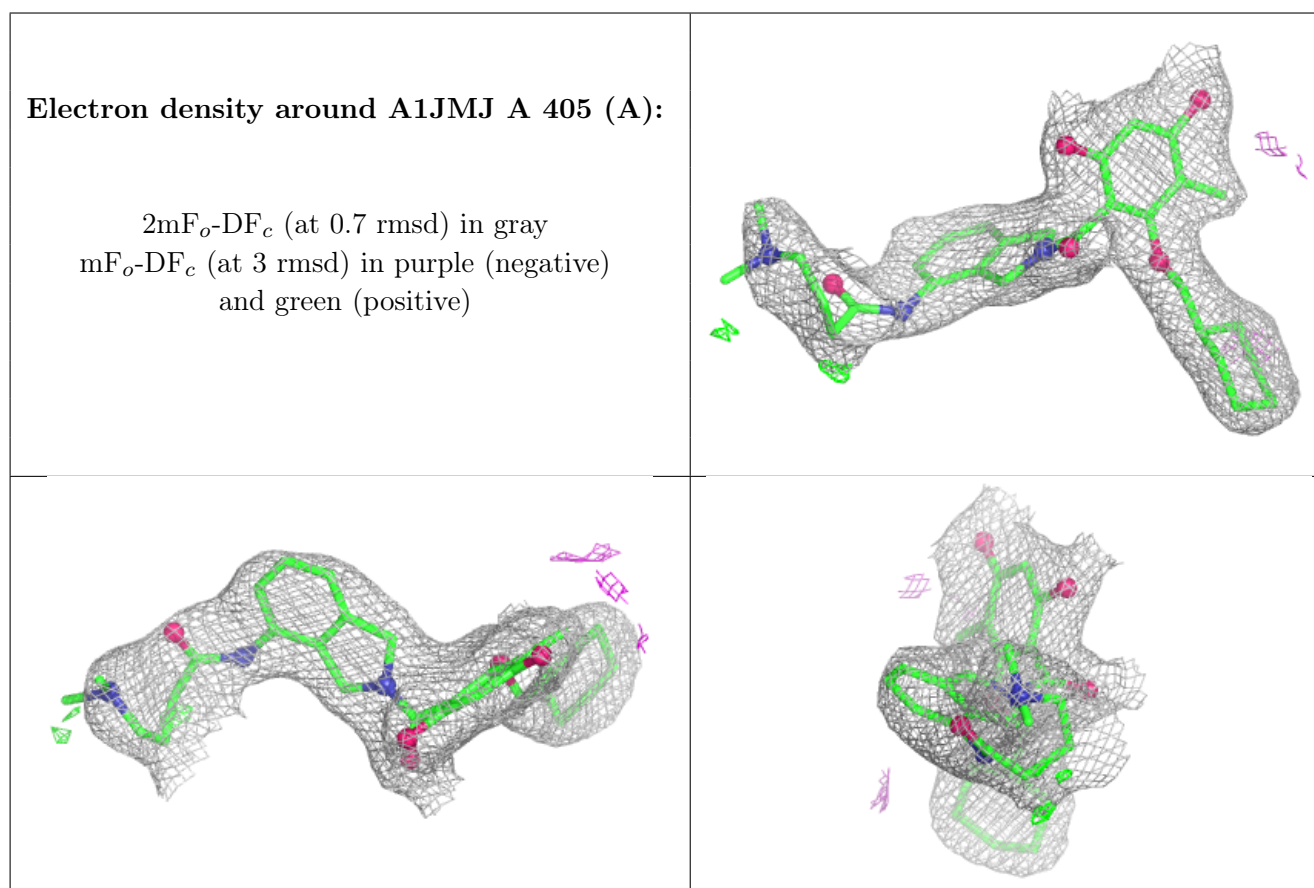 Electron density around A1JMJ A 405 (A):
2mFo-DFc (at 0.7 rmsd) in gray
mFo-DFc (at 3 rmsd) in purple (negative)
and green (positive)